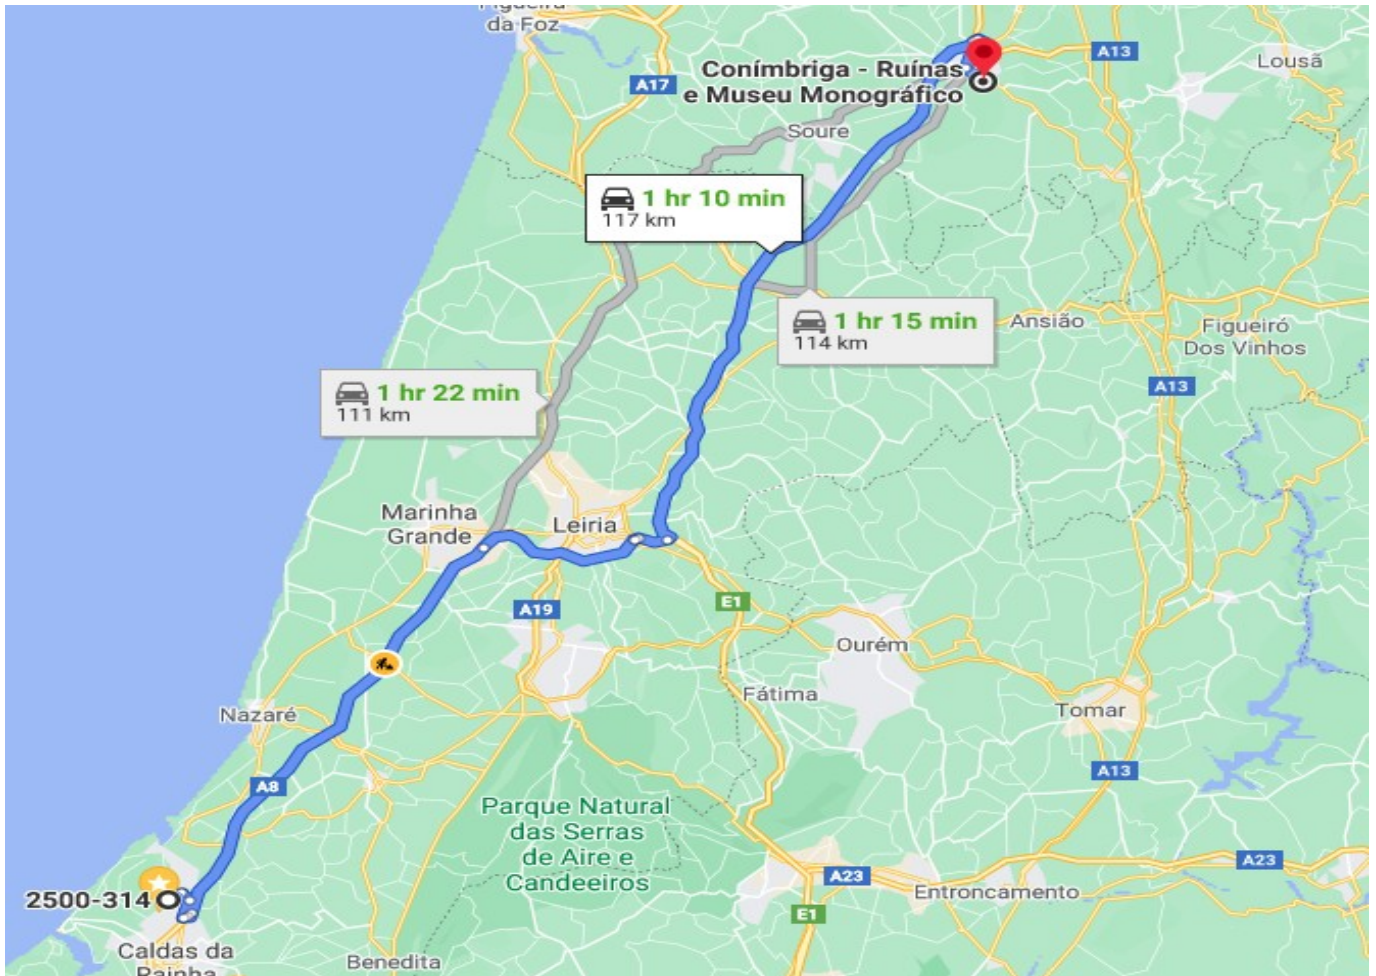 Figueira
da Foz
A13
Lousã
Conímbriga - Ruínas
e Museu Monográfico
A17
Soure
1 hr 10 min
117 km
1 hr 15 min
114 km
Ansião
Figueiró
Dos Vinhos
1 hr 22 min
111 km
A13
Marinha
Grande
Leiria
A19
E1
Ourém
Fátima
Nazaré
Tomar
A8
A13
Parque Natural
das Serras
de Aire e
Candeeiros
A23
A23
Entroncamento
2500-314
E1
Caldas da
Rainha
Benedita